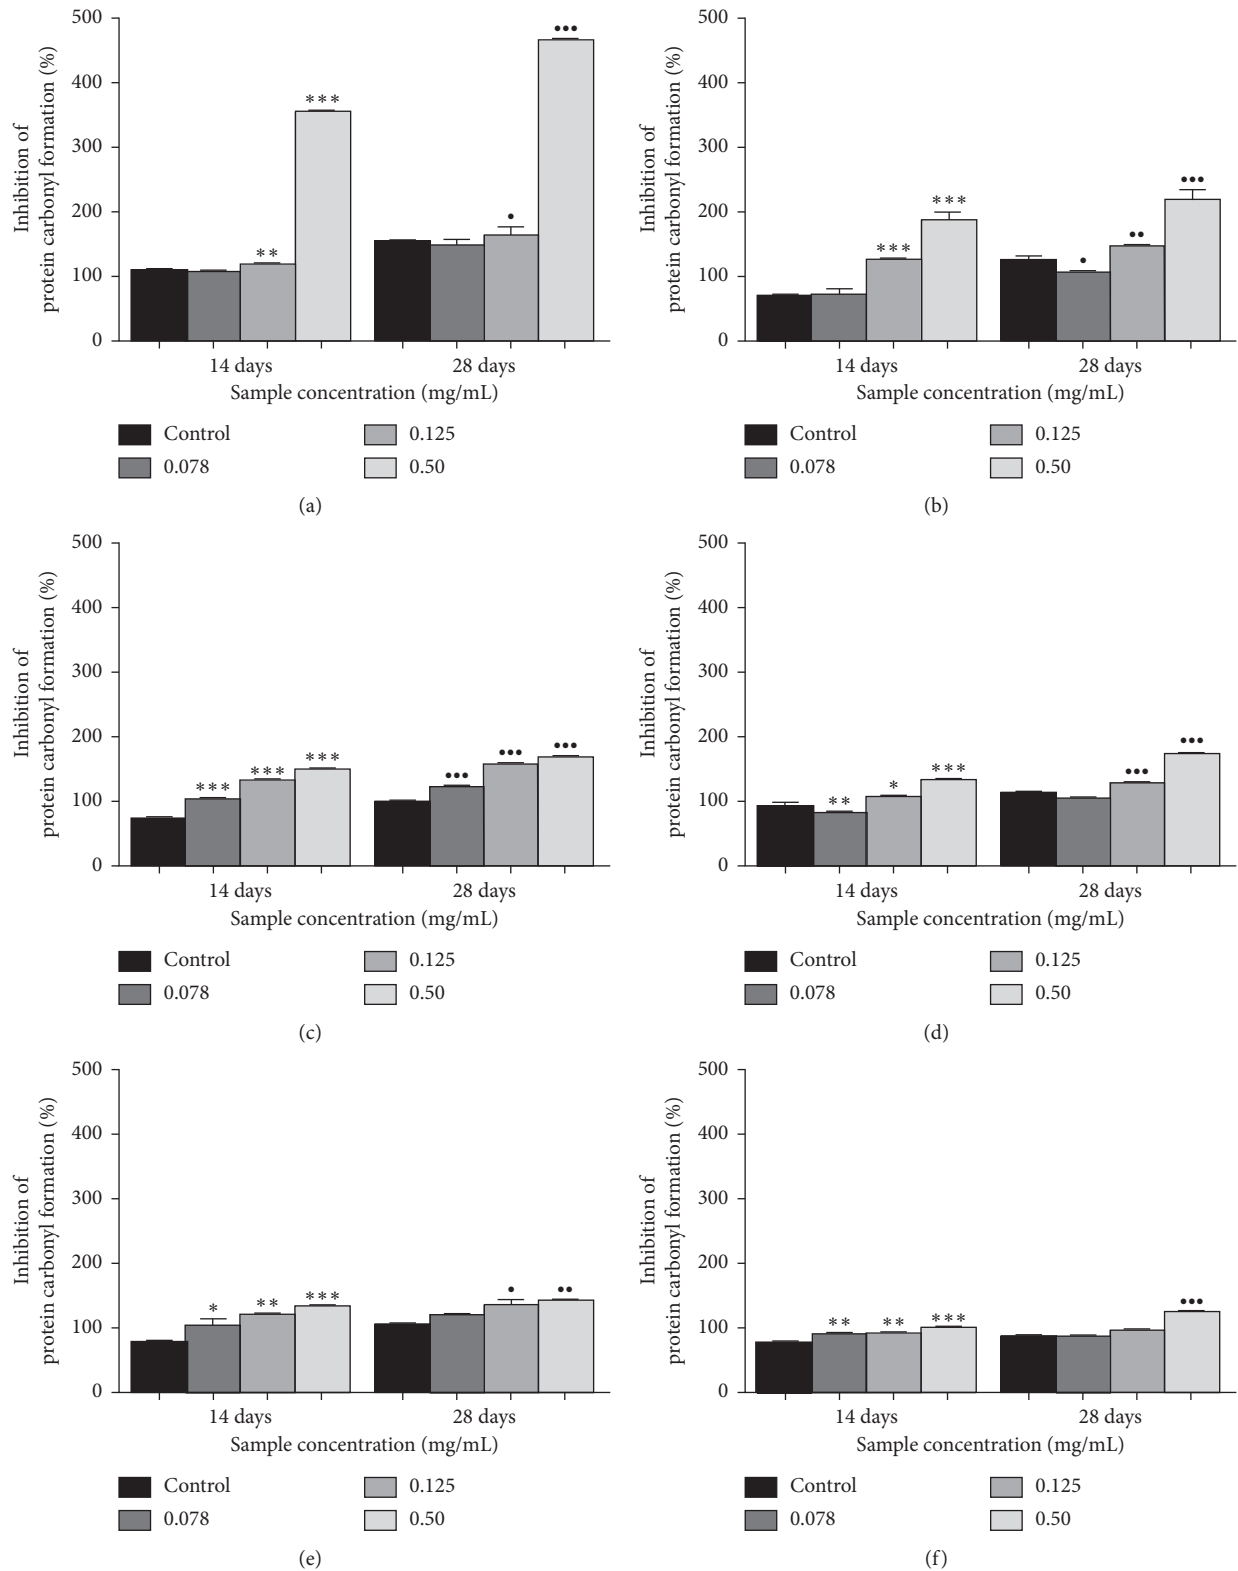 500
400
300
200
100
0
Inhibition of
protein carbonyl formation (%)
***
**
•••
•
14 days 28 days
Sample concentration (mg/mL)
Control 0.125
0.078 0.50
(a)
500
400
300
200
100
0
Inhibition of
protein carbonyl formation (%)
***
***
•••
••
•
14 days 28 days
Sample concentration (mg/mL)
Control 0.125
0.078 0.50
(b)
500
400
300
200
100
0
Inhibition of
protein carbonyl formation (%)
*** *** ***
••• ••• •••
14 days 28 days
Sample concentration (mg/mL)
Control 0.125
0.078 0.50
(c)
500
400
300
200
100
0
Inhibition of
protein carbonyl formation (%)
** * ***
••• •••
14 days 28 days
Sample concentration (mg/mL)
Control 0.125
0.078 0.50
(d)
500
400
300
200
100
0
Inhibition of
protein carbonyl formation (%)
* ** ***
• ••
14 days 28 days
Sample concentration (mg/mL)
Control 0.125
0.078 0.50
(e)
500
400
300
200
100
0
Inhibition of
protein carbonyl formation (%)
** ** ***
•••
14 days 28 days
Sample concentration (mg/mL)
Control 0.125
0.078 0.50
(f)